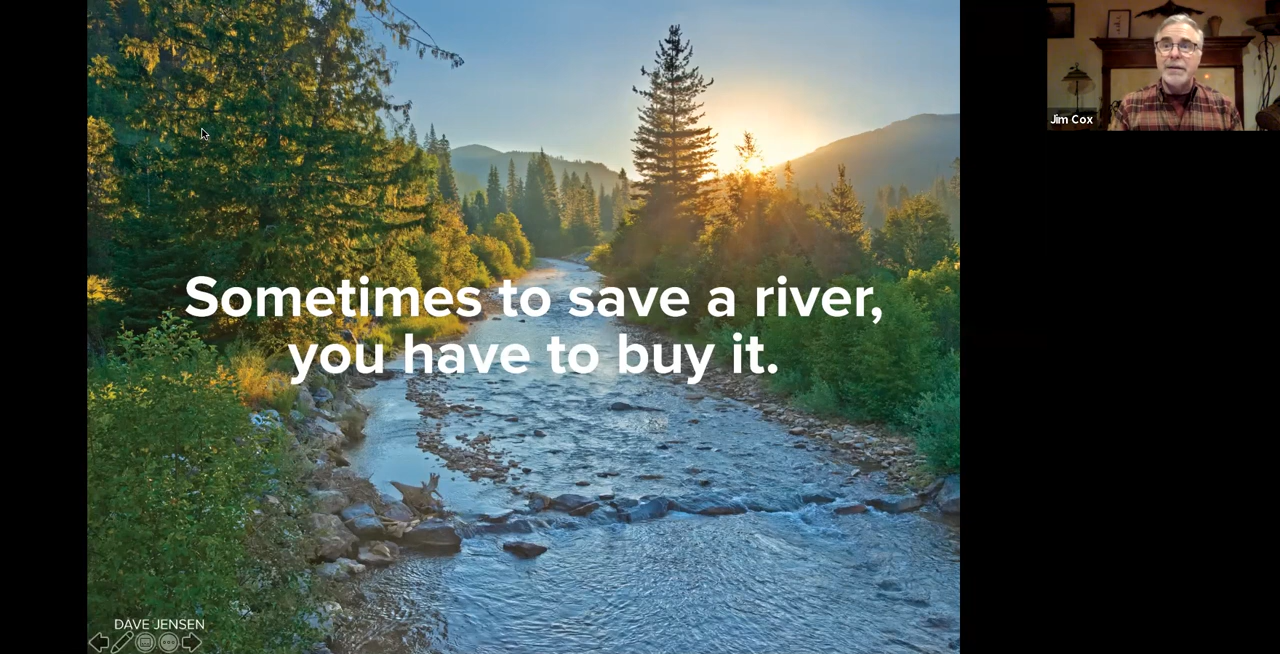 Sometimes to save a river,
you have to buy it.
DAVE JENSEN
Jim Cox